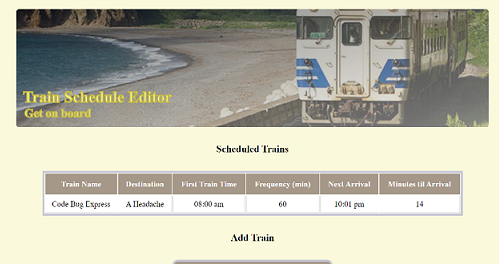 Train Schedule Editor
Get on board
Scheduled Trains
Train Name Destination First Train Time Frequency (min) Next Arrival Minutes til Arrival
Code Bug Express A Headache 08:00 am 60 10:01 pm 14
Add Train